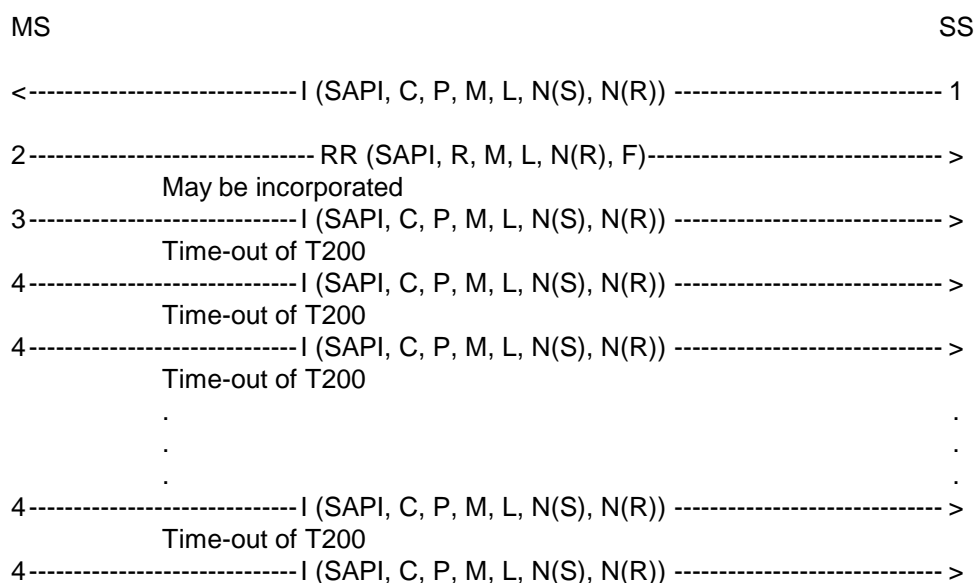 MS SS
<------------------------------ I (SAPI, C, P, M, L, N(S), N(R)) ------------------------------ 1
2-------------------------------- RR (SAPI, R, M, L, N(R), F)--------------------------------- >
May be incorporated
3------------------------------ I (SAPI, C, P, M, L, N(S), N(R)) ------------------------------ >
Time-out of T200
4------------------------------ I (SAPI, C, P, M, L, N(S), N(R)) ------------------------------ >
Time-out of T200
4------------------------------ I (SAPI, C, P, M, L, N(S), N(R)) ------------------------------ >
Time-out of T200
. .
. .
. .
4------------------------------ I (SAPI, C, P, M, L, N(S), N(R)) ------------------------------ >
Time-out of T200
4------------------------------ I (SAPI, C, P, M, L, N(S), N(R)) ------------------------------ >